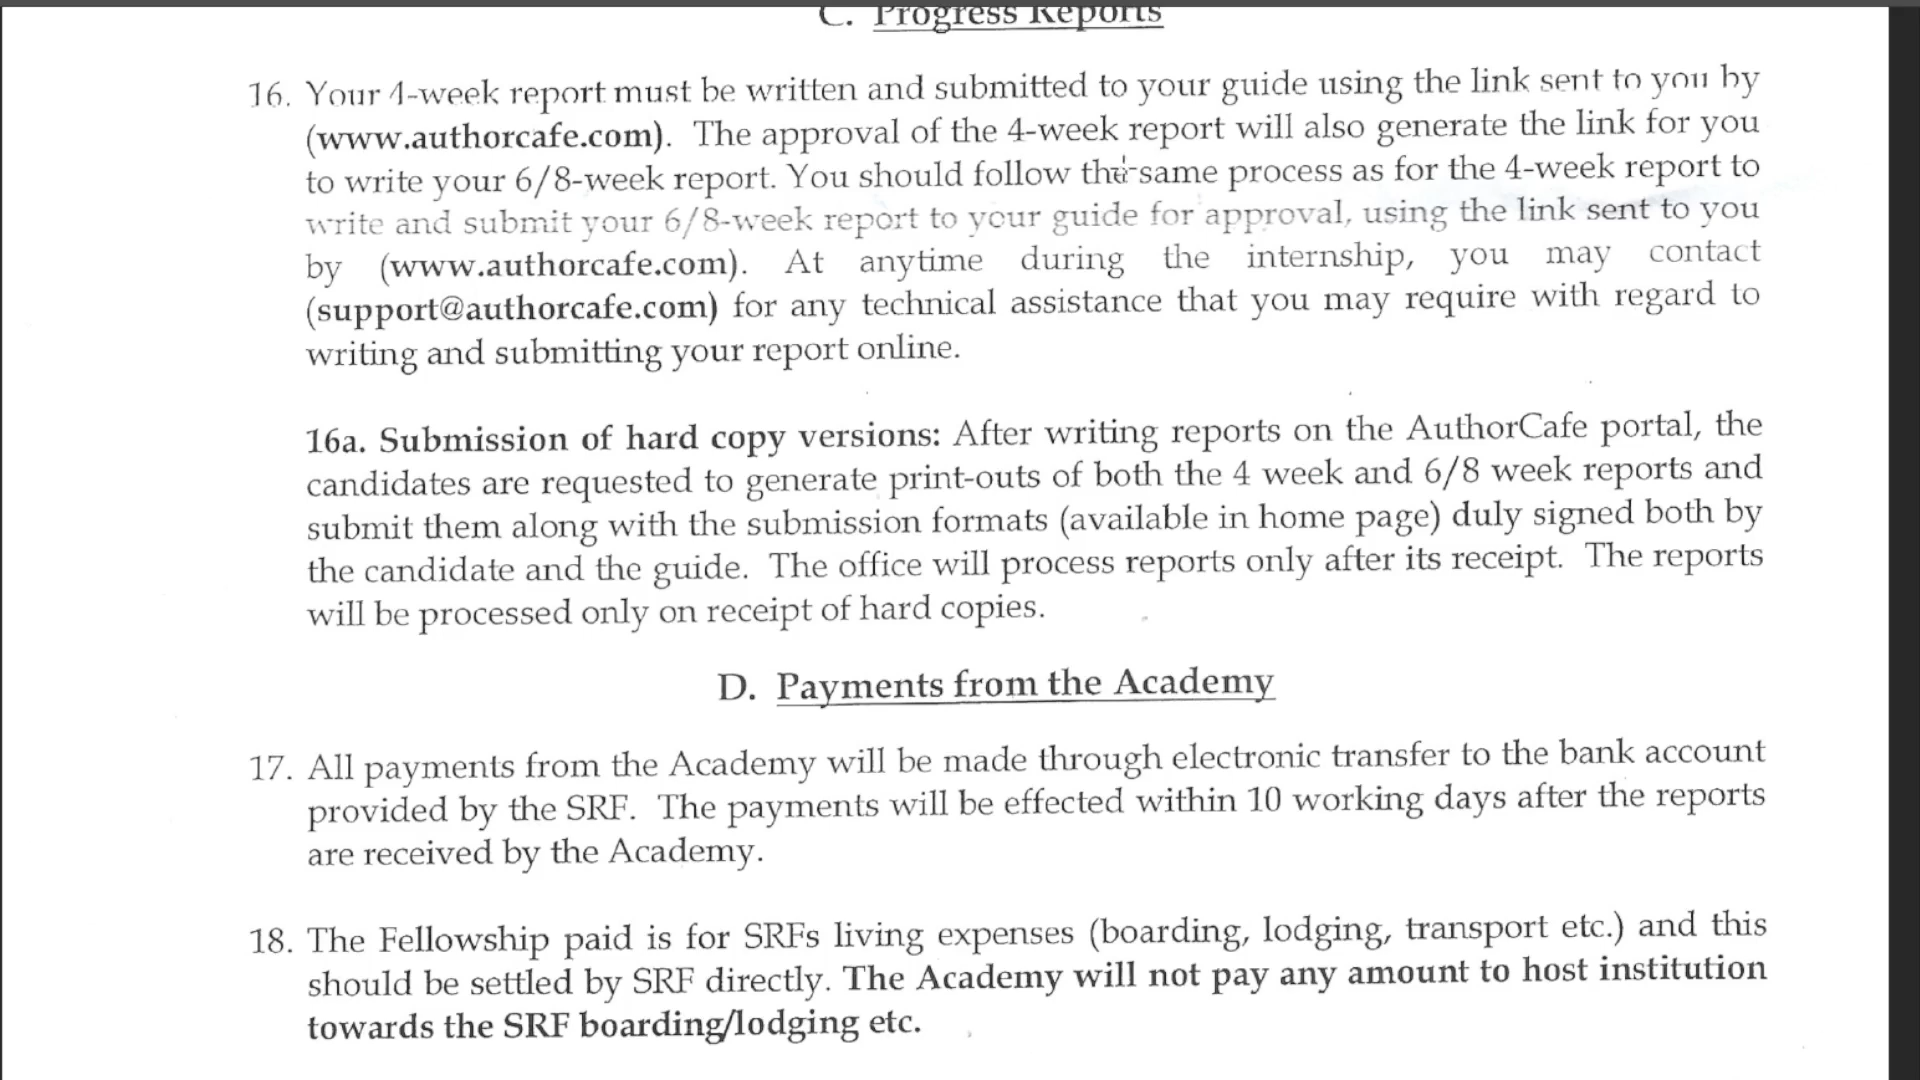 C. Progress Reports
16. Your 4-week report must be written and submitted to your guide using the link sent to you by
(www.authorcafe.com). The approval of the 4-week report will also generate the link for you
to write your 6/8-week report. You should follow the same process as for the 4-week report to
write and submit your 6/8-week report to your guide for approval, using the link sent to you
by (www.authorcafe.com). At anytime during the internship, you may contact
(support@authorcafe.com) for any technical assistance that you may require with regard to
writing and submitting your report online.
16a. Submission of hard copy versions: After writing reports on the AuthorCafe portal, the
candidates are requested to generate print-outs of both the 4 week and 6/8 week reports and
submit them along with the submission formats (available in home page) duly signed both by
the candidate and the guide. The office will process reports only after its receipt. The reports
will be processed only on receipt of hard copies.
D. Payments from the Academy
17. All payments from the Academy will be made through electronic transfer to the bank account
provided by the SRF. The payments will be effected within 10 working days after the reports
are received by the Academy.
18. The Fellowship paid is for SRFs living expenses (boarding, lodging, transport etc.) and this
should be settled by SRF directly. The Academy will not pay any amount to host institution
towards the SRF boarding/lodging etc.